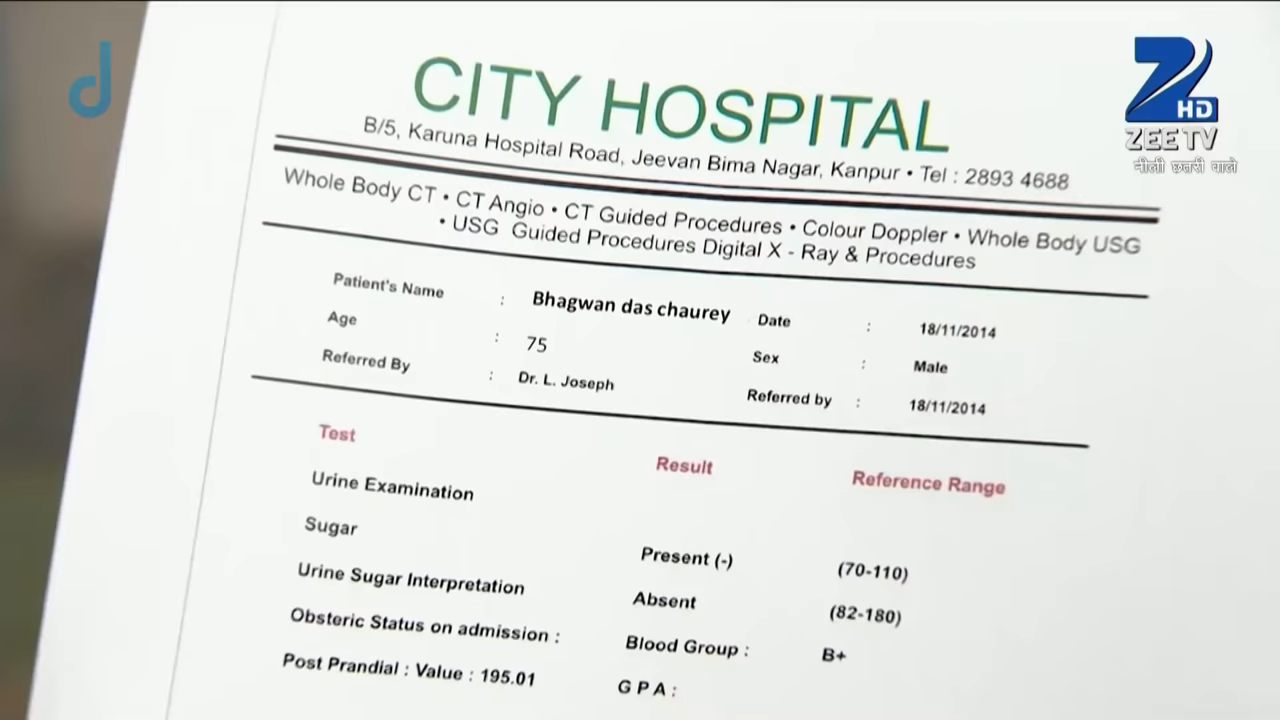 d
Z
HD
ZEE TV
नीली छतरी वाले
CITY HOSPITAL
B/5, Karuna Hospital Road, Jeevan Bima Nagar, Kanpur • Tel : 2893 4688
Whole Body CT • CT Angio • CT Guided Procedures • Colour Doppler • Whole Body USG
• USG Guided Procedures Digital X - Ray & Procedures
Patient's Name : Bhagwan das chaurey Date : 18/11/2014
Age : 75 Sex : Male
Referred By : Dr. L. Joseph Referred by : 18/11/2014
Test Result Reference Range
Urine Examination
Sugar Present (-) (70-110)
Urine Sugar Interpretation Absent (82-180)
Obsteric Status on admission : Blood Group : B+
Post Prandial : Value : 195.01 G P A :